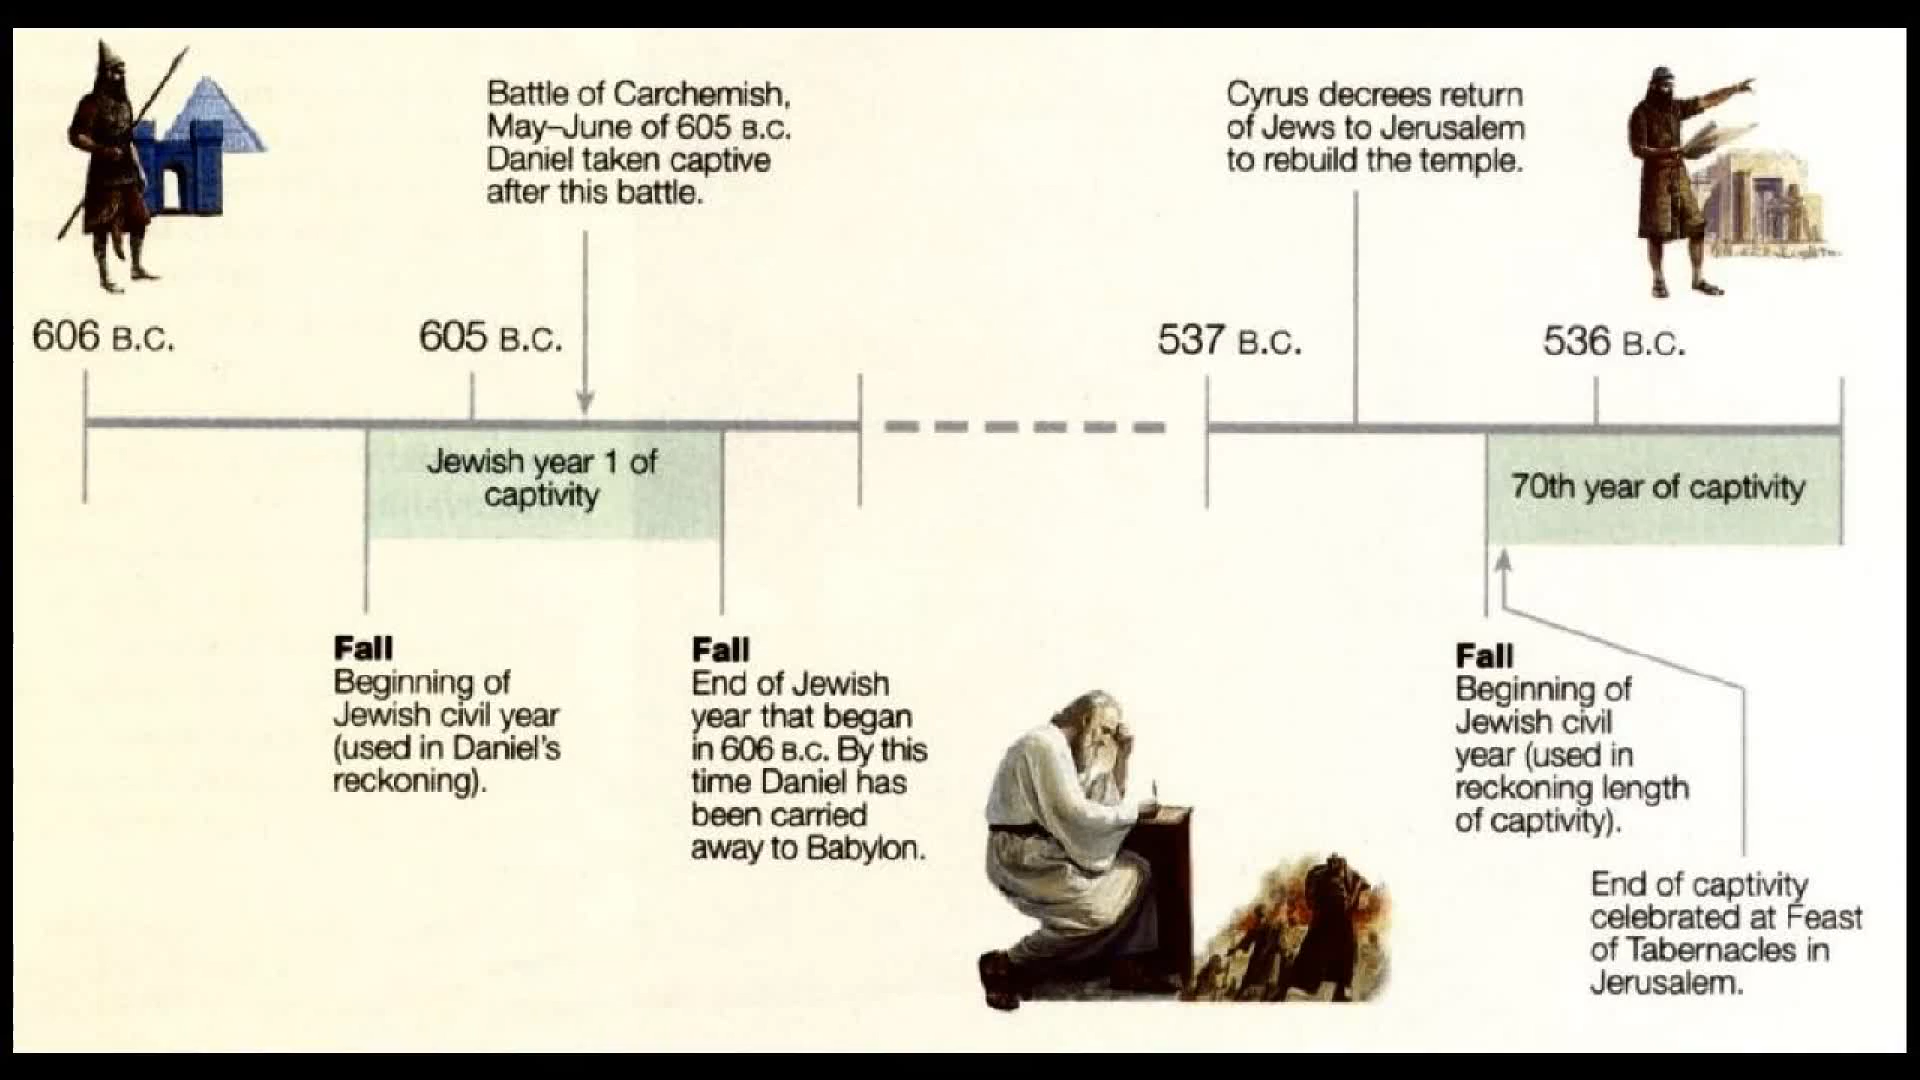 Battle of Carchemish,
May–June of 605 B.C.
Daniel taken captive
after this battle.
Cyrus decrees return
of Jews to Jerusalem
to rebuild the temple.
606 B.C.
605 B.C.
537 B.C.
536 B.C.
Jewish year 1 of
captivity
70th year of captivity
Fall
Beginning of
Jewish civil year
(used in Daniel's
reckoning).
Fall
End of Jewish
year that began
in 606 B.C. By this
time Daniel has
been carried
away to Babylon.
Fall
Beginning of
Jewish civil
year (used in
reckoning length
of captivity).
End of captivity
celebrated at Feast
of Tabernacles in
Jerusalem.